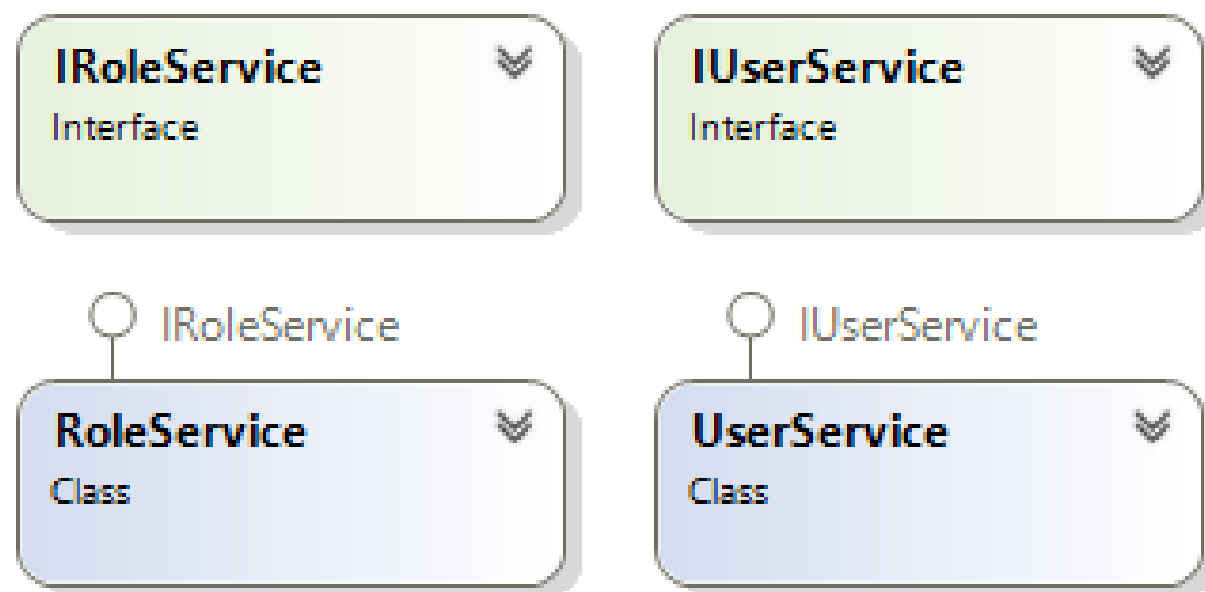 IRoleService
Interface
IUserService
Interface
IRoleService
RoleService
Class
IUserService
UserService
Class